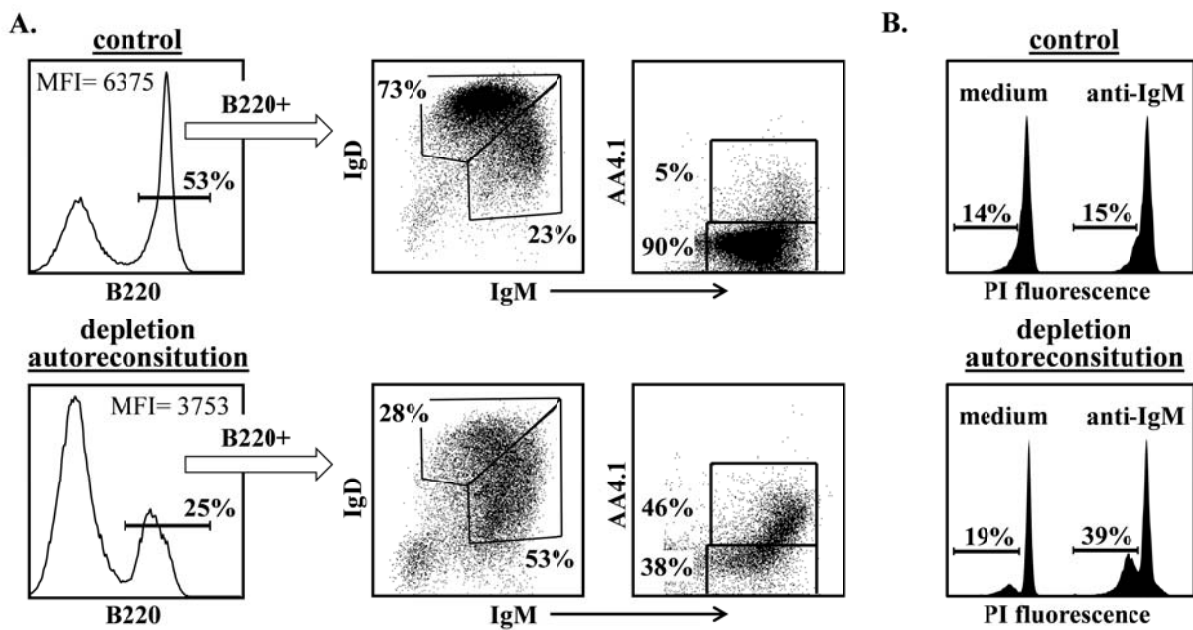 A.
control
MFI= 6375
B220+
53%
B220
73%
IgD
23%
AA4.1
5%
90%
IgM
depletion
autoreconsitution
MFI= 3753
B220+
25%
B220
28%
IgD
53%
AA4.1
46%
38%
IgM
B.
control
medium anti-IgM
14% 15%
PI fluorescence
depletion
autoreconsitution
medium anti-IgM
19% 39%
PI fluorescence